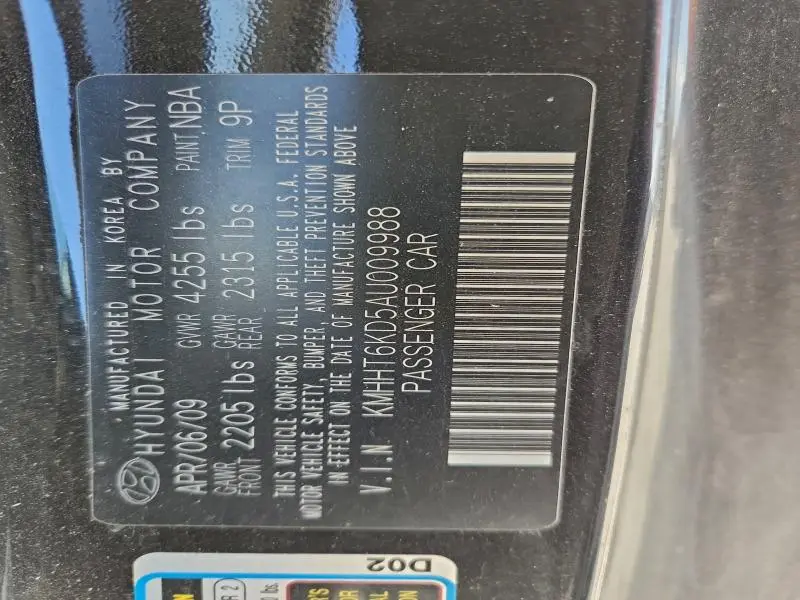 MANUFACTURED IN KOREA BY
HYUNDAI MOTOR COMPANY
APR/06/09 GVWR 4255 lbs PAINT NBA
GAWR FRONT 2205 lbs GAWR REAR 2315 lbs TRIM 9P
THIS VEHICLE CONFORMS TO ALL APPLICABLE U.S.A. FEDERAL
MOTOR VEHICLE SAFETY, BUMPER, AND THEFT PREVENTION STANDARDS
IN EFFECT ON THE DATE OF MANUFACTURE SHOWN ABOVE
V.I.N KMHHT6KD5AU009988
PASSENGER CAR
D02